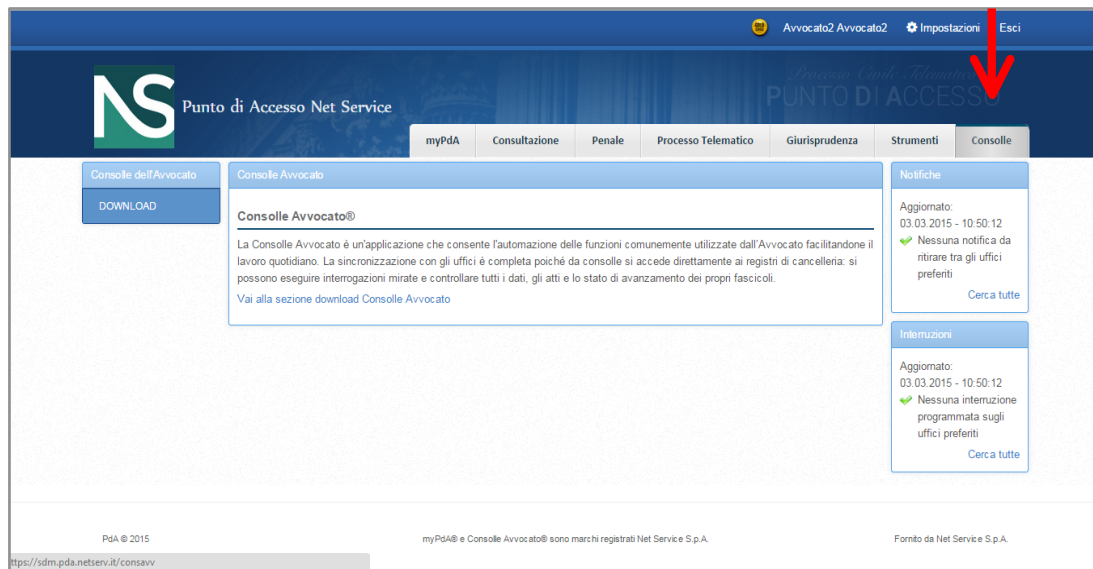 Avvocato2 Avvocato2 Impostazioni Esci
NS Punto di Accesso Net Service
Processo Civile Telematico
PUNTO DI ACCESSO
myPdA Consultazione Penale Processo Telematico Giurisprudenza Strumenti Consolle
Consolle dell'Avvocato
DOWNLOAD
Consolle Avvocato
Consolle Avvocato®
La Consolle Avvocato è un'applicazione che consente l'automazione delle funzioni comunemente utilizzate dall'Avvocato facilitandone il
lavoro quotidiano. La sincronizzazione con gli uffici è completa poiché da consolle si accede direttamente ai registri di cancelleria: si
possono eseguire interrogazioni mirate e controllare tutti i dati, gli atti e lo stato di avanzamento dei propri fascicoli.
Vai alla sezione download Consolle Avvocato
Notifiche
Aggiornato:
03.03.2015 - 10:50:12
Nessuna notifica da
ritirare tra gli uffici
preferiti
Cerca tutte
Interruzioni
Aggiornato:
03.03.2015 - 10:50:12
Nessuna interruzione
programmata sugli
uffici preferiti
Cerca tutte
PdA © 2015 myPdA® e Consolle Avvocato® sono marchi registrati Net Service S.p.A. Fornito da Net Service S.p.A.
ttps://sdm.pda.netserv.it/consavv